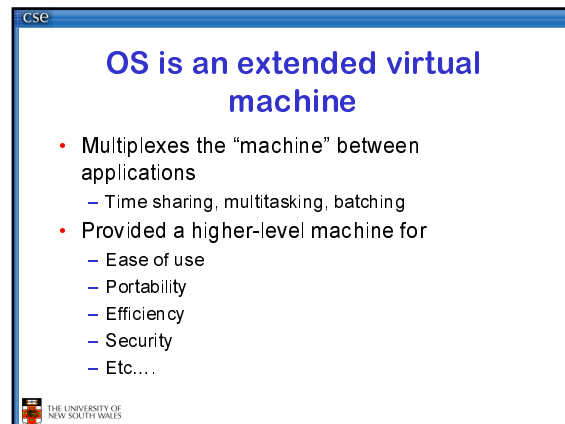 cse
OS is an extended virtual
machine
• Multiplexes the “machine” between
applications
– Time sharing, multitasking, batching
• Provided a higher-level machine for
– Ease of use
– Portability
– Efficiency
– Security
– Etc….
THE UNIVERSITY OF
NEW SOUTH WALES